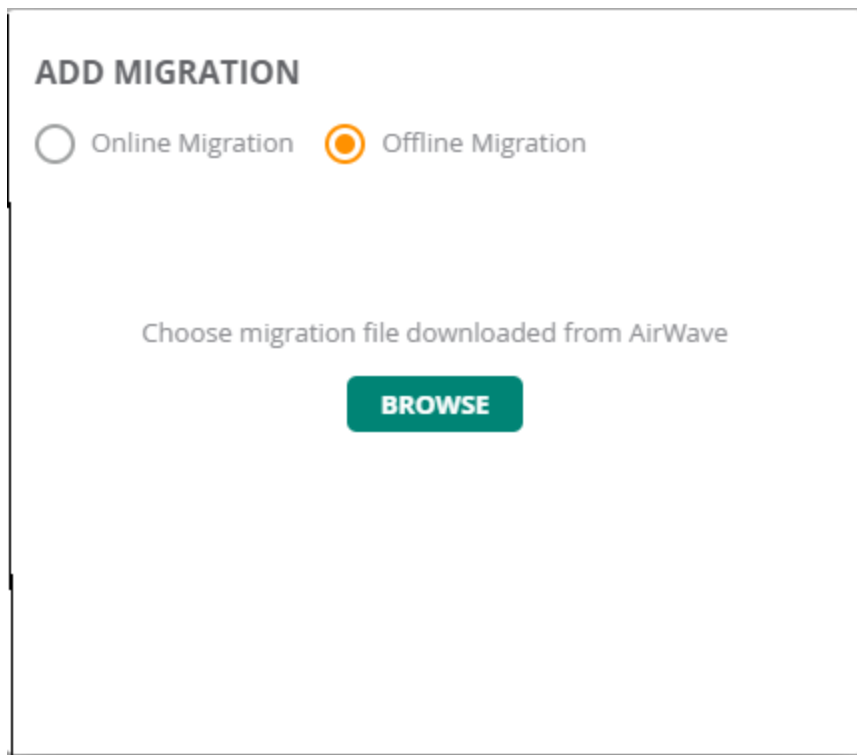 ADD MIGRATION
Online Migration Offline Migration
Choose migration file downloaded from AirWave
BROWSE